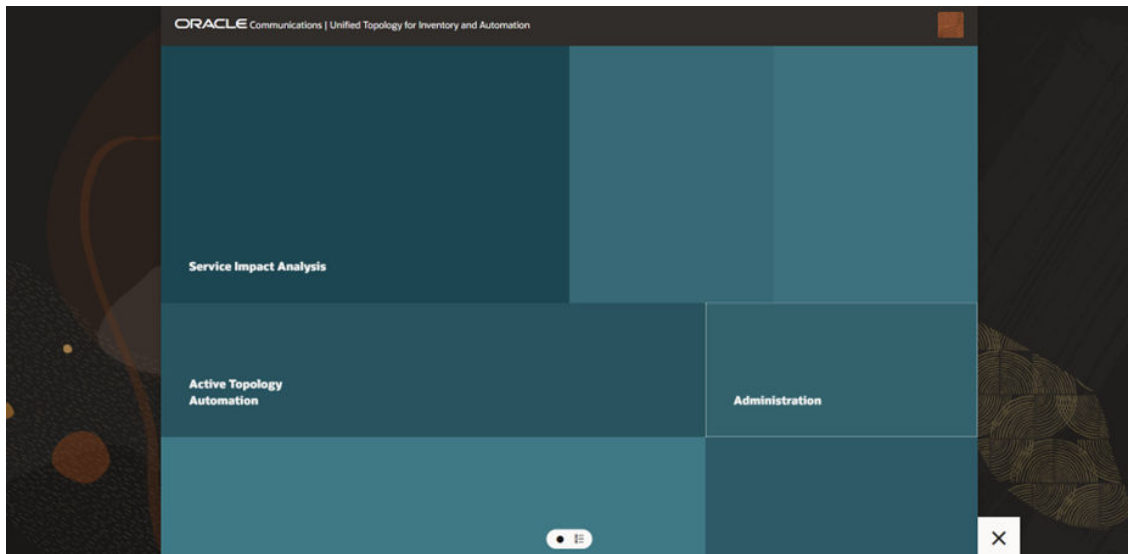 ORACLE Communications | Unified Topology for Inventory and Automation
Service Impact Analysis
Active Topology
Automation
Administration